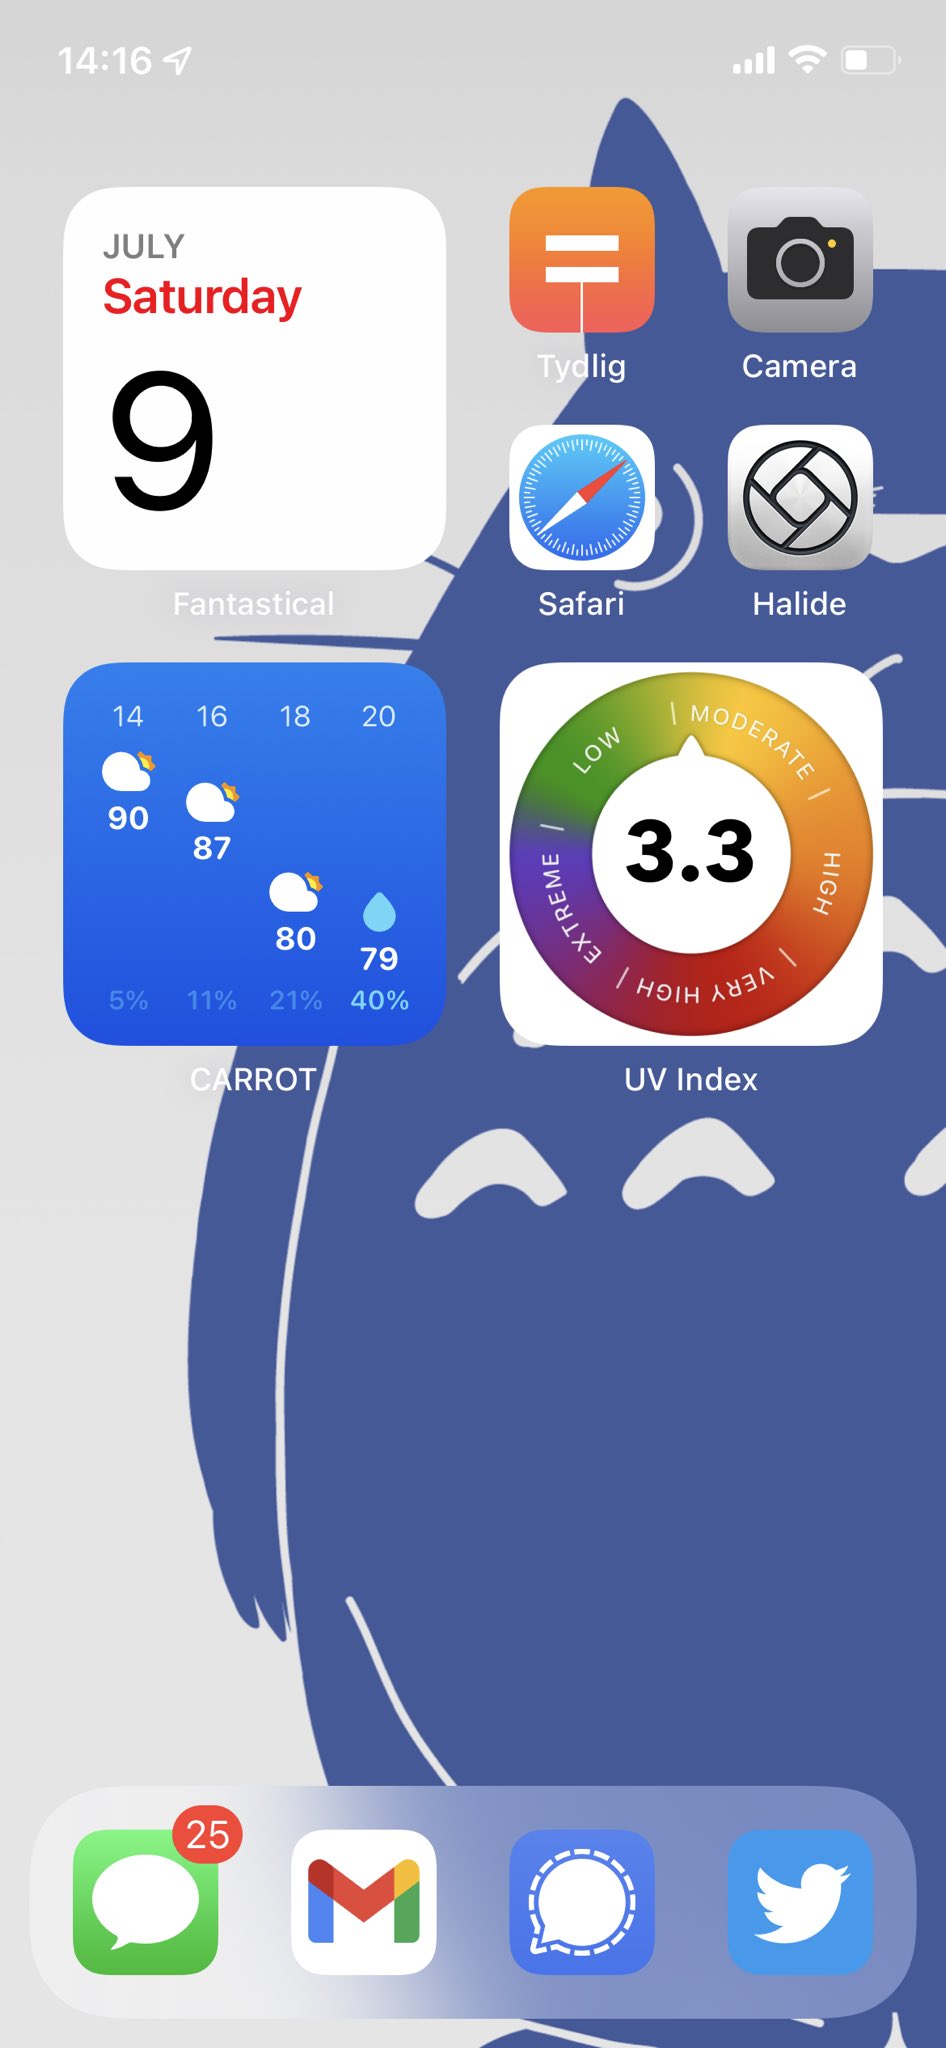 14:16
JULY
Saturday
9
Fantastical
Tydlig
Camera
Safari
Halide
14 16 18 20
90
87
80
79
5% 11% 21% 40%
CARROT
LOW | MODERATE | HIGH | VERY HIGH | EXTREME |
3.3
UV Index
25